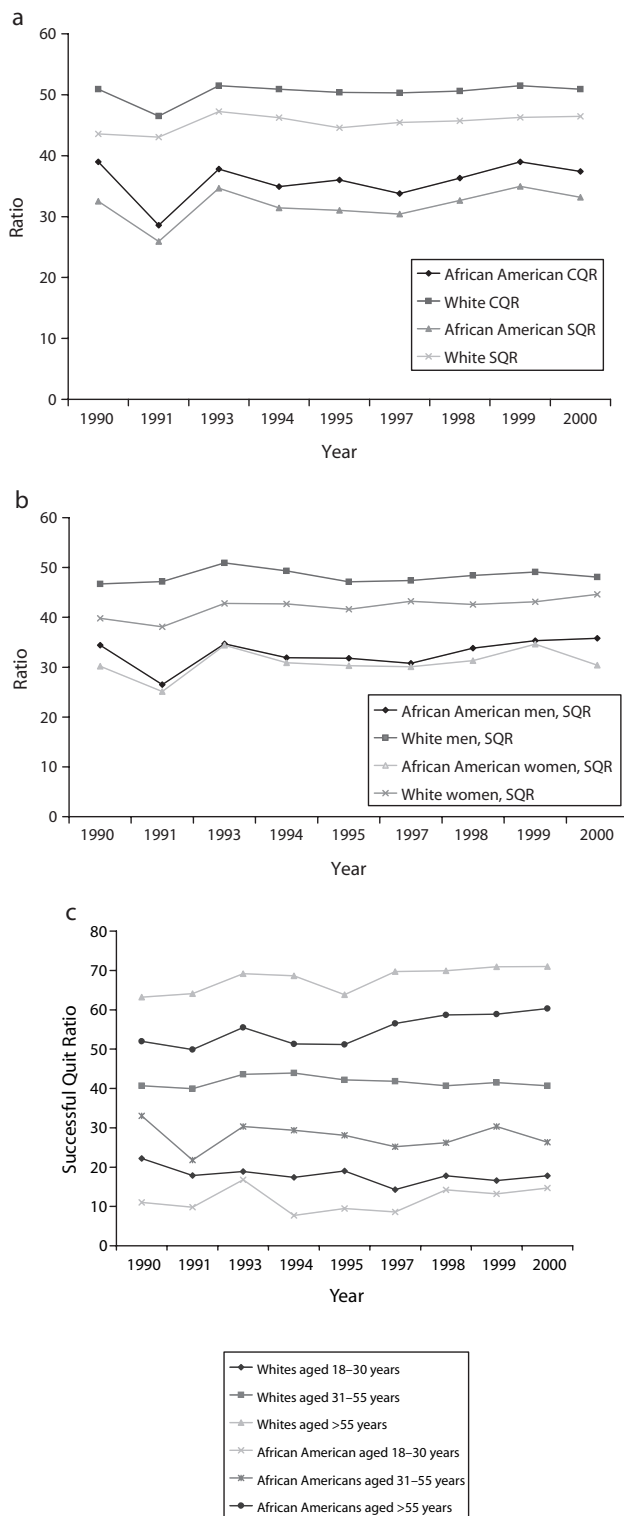 a
60
50
40
30
20
10
0
Ratio
1990 1991 1993 1994 1995 1997 1998 1999 2000
Year
African American CQR
White CQR
African American SQR
White SQR
b
60
50
40
30
20
10
0
Ratio
1990 1991 1993 1994 1995 1997 1998 1999 2000
Year
African American men, SQR
White men, SQR
African American women, SQR
White women, SQR
c
80
70
60
50
40
30
20
10
0
Successful Quit Ratio
1990 1991 1993 1994 1995 1997 1998 1999 2000
Year
Whites aged 18–30 years
Whites aged 31–55 years
Whites aged >55 years
African American aged 18–30 years
African Americans aged 31–55 years
African Americans aged >55 years